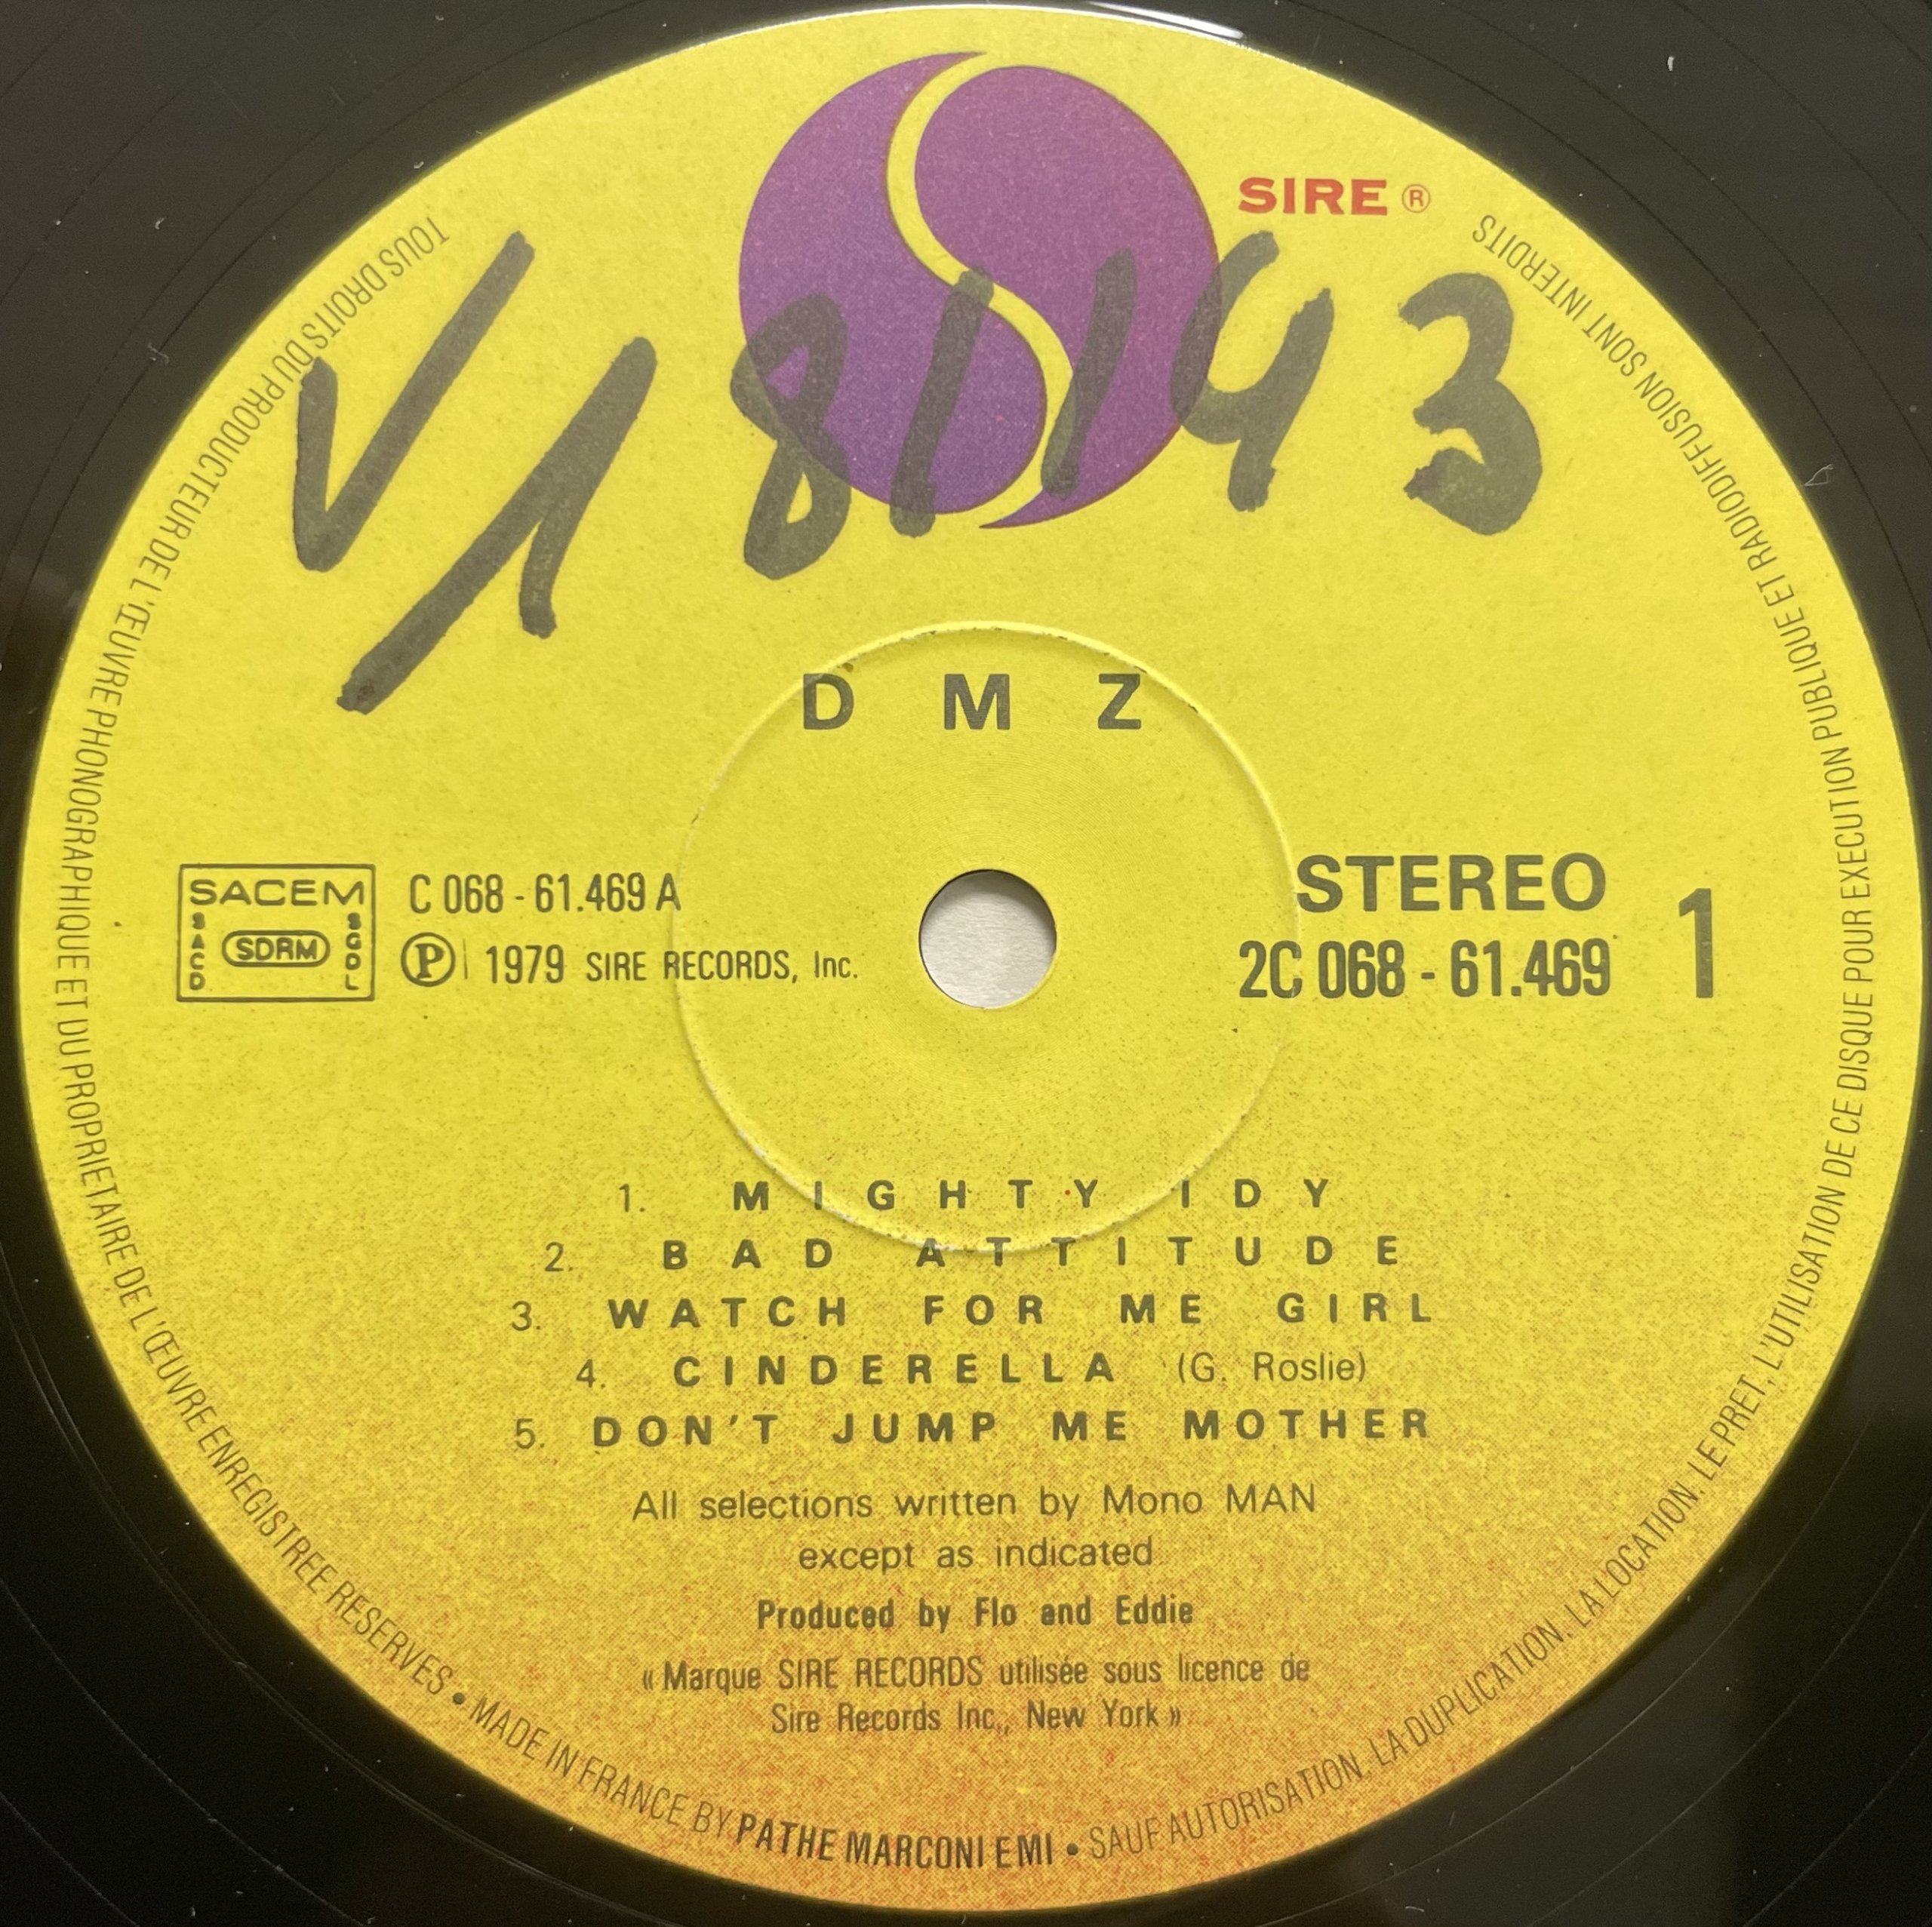 SIRE ®
V1 81143
D M Z
SACEM
SACD
SDRM
SGDL
C 068 - 61.469 A
Ⓟ 1979 SIRE RECORDS, Inc.
STEREO
2C 068 - 61.469
1
1. MIGHTY IDY
2. BAD ATTITUDE
3. WATCH FOR ME GIRL
4. CINDERELLA (G. Roslie)
5. DON'T JUMP ME MOTHER
All selections written by Mono MAN
except as indicated
Produced by Flo and Eddie
« Marque SIRE RECORDS utilisée sous licence de
Sire Records Inc., New York »
TOUS DROITS DU PRODUCTEUR DE L'ŒUVRE PHONOGRAPHIQUE ET DU PROPRIETAIRE DE L'ŒUVRE ENREGISTREE RESERVES • MADE IN FRANCE BY PATHE MARCONI EMI • SAUF AUTORISATION. LA DUPLICATION. LA LOCATION. LE PRET, L'UTILISATION DE CE DISQUE POUR EXECUTION PUBLIQUE ET RADIODIFFUSION SONT INTERDITS